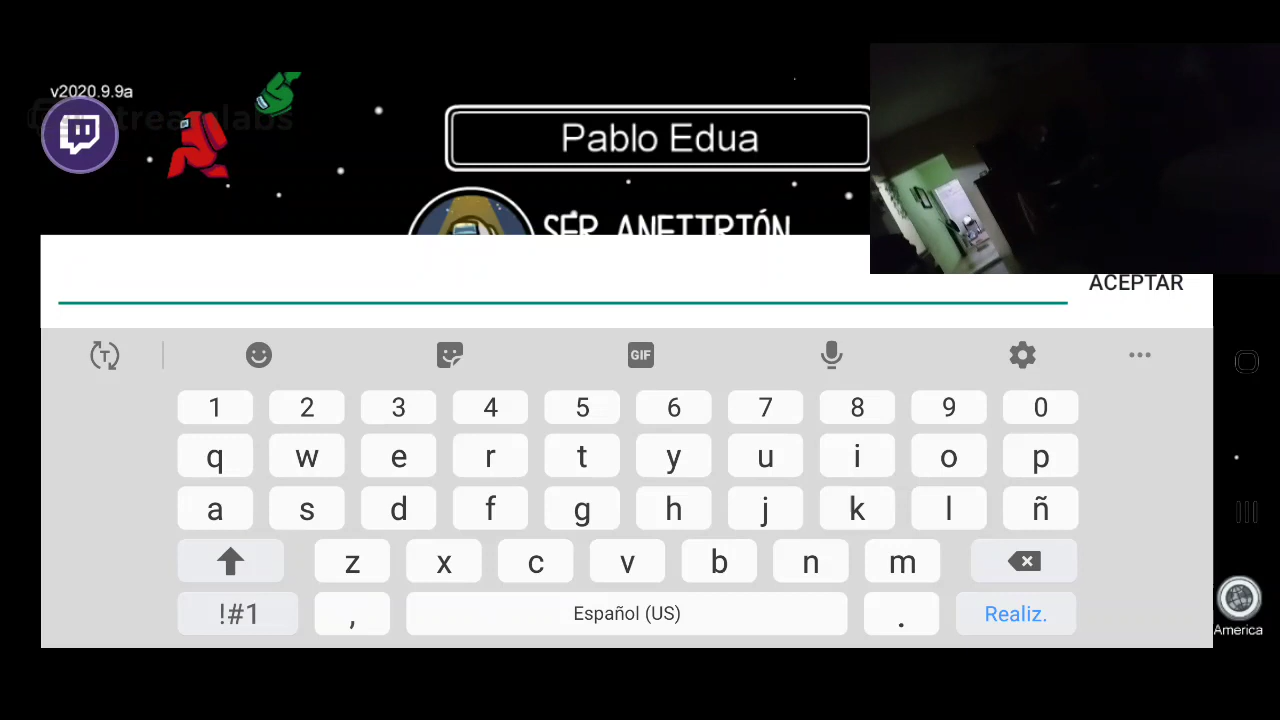 v2020.9.9a
streamlabs
Pablo Edua
SER ANFITRIÓN
ACEPTAR
T
GIF
1 2 3 4 5 6 7 8 9 0
q w e r t y u i o p
a s d f g h j k l ñ
z x c v b n m
!#1 , Español (US) . Realiz.
America